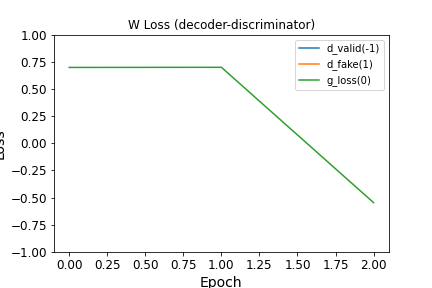 W Loss (decoder-discriminator)
d_valid(-1)
d_fake(1)
g_loss(0)
1.00
0.75
0.50
0.25
0.00
−0.25
−0.50
−0.75
−1.00
Loss
0.00 0.25 0.50 0.75 1.00 1.25 1.50 1.75 2.00
Epoch